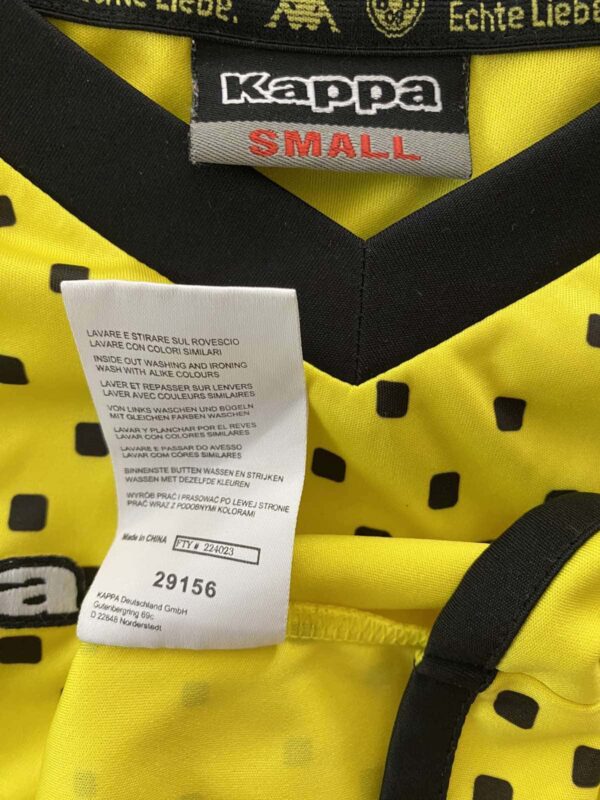 Liebe.
Echte Liebe.
Kappa
SMALL
LAVARE E STIRARE SUL ROVESCIO
LAVARE CON COLORI SIMILARI
INSIDE OUT WASHING AND IRONING
WASH WITH ALIKE COLOURS
LAVER ET REPASSER SUR LENVERS
LAVER AVEC COULEURS SIMILAIRES
VON LINKS WASCHEN UND BÜGELN
MIT GLEICHEN FARBEN WASCHEN
LAVAR Y PLANCHAR POR EL REVES
LAVAR CON COLORES SIMILARES
LAVARE E PASSAR DO AVESSO
LAVAR COM CORES SIMILARES
BINNENSTE BUTTEN WASSEN EN STRIJKEN
WASSEN MET DEZELFDE KLEUREN
WYRÓB PRAĆ I PRASOWAĆ PO LEWEJ STRONIE
PRAĆ WRAZ Z PODOBNYMI KOLORAMI
Made in CHINA FTY# 224023
29156
KAPPA Deutschland GmbH
Gutenbergring 69c
D 22848 Norderstedt
a